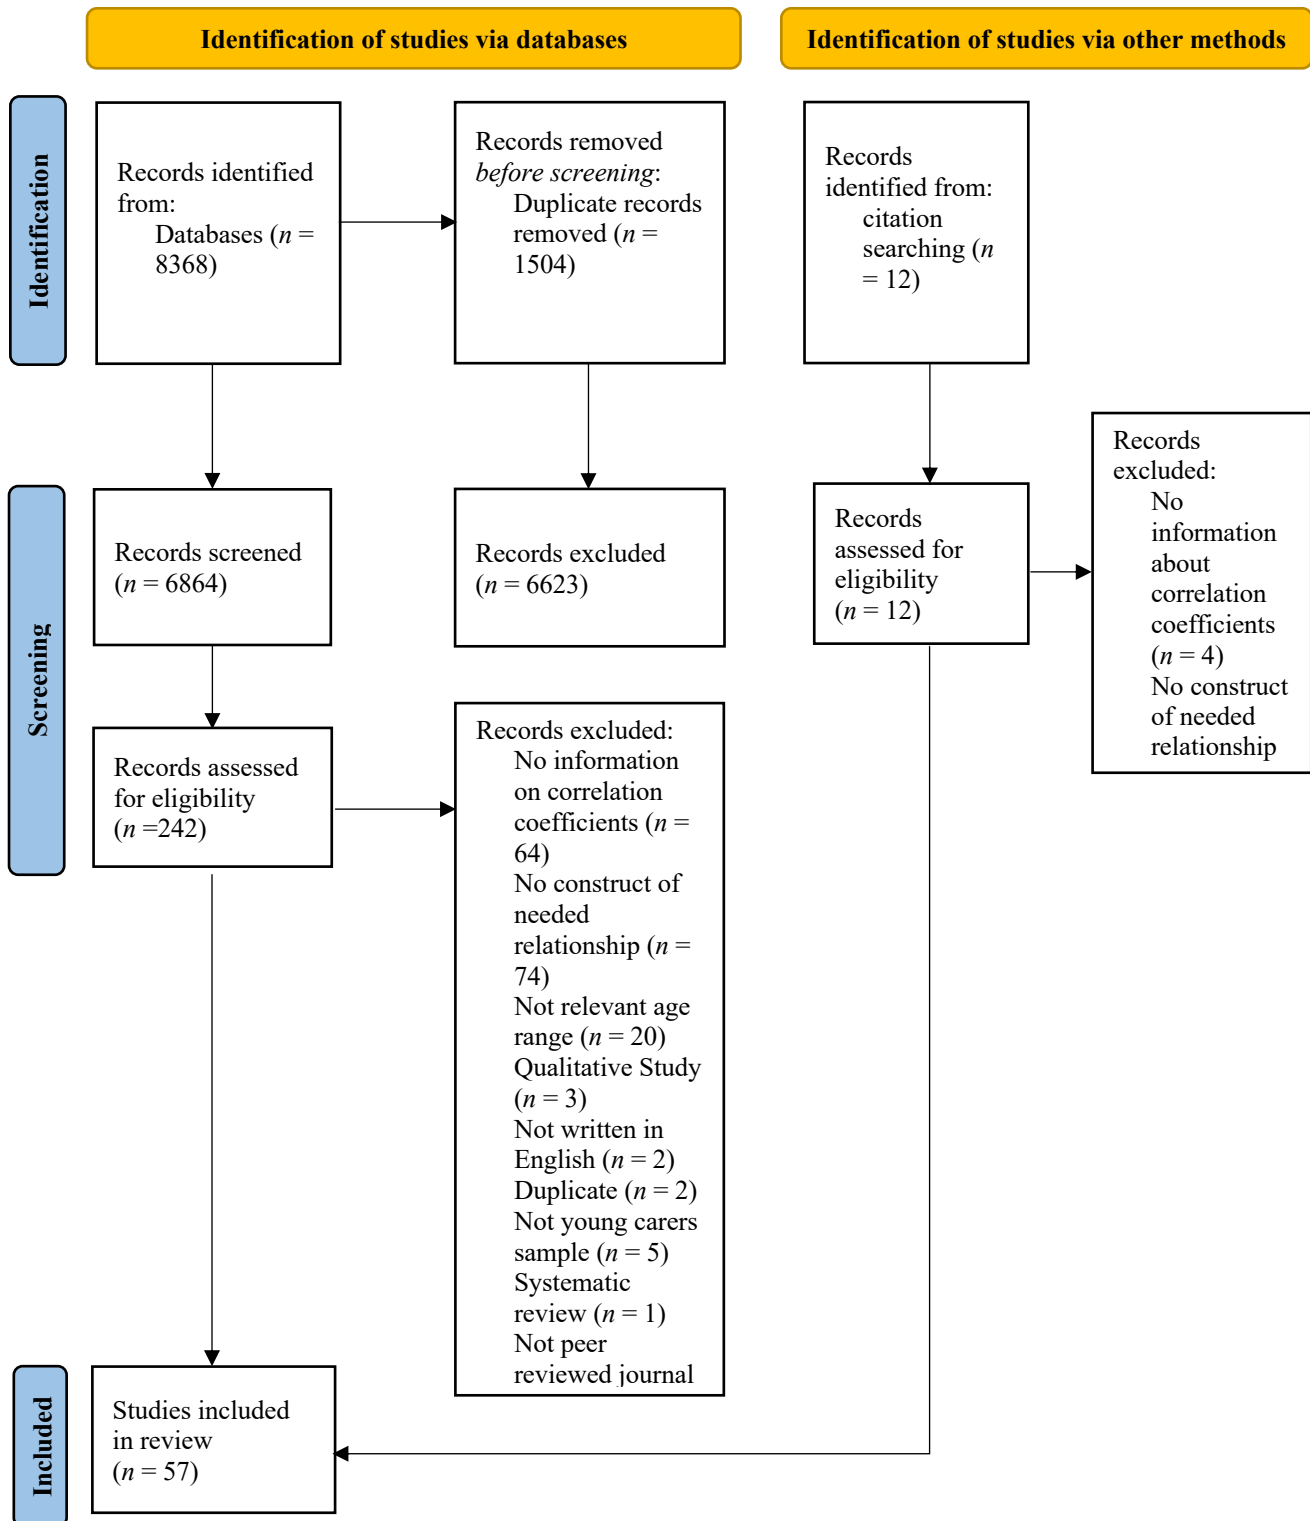 Identification of studies via databases
Identification of studies via other methods
Identification
Records identified
from:
Databases (n =
8368)
Records removed
before screening:
Duplicate records
removed (n =
1504)
Records
identified from:
citation
searching (n
= 12)
Screening
Records screened
(n = 6864)
Records excluded
(n = 6623)
Records
assessed for
eligibility
(n = 12)
Records
excluded:
No
information
about
correlation
coefficients
(n = 4)
No construct
of needed
relationship
Records assessed
for eligibility
(n =242)
Records excluded:
No information
on correlation
coefficients (n =
64)
No construct of
needed
relationship (n =
74)
Not relevant age
range (n = 20)
Qualitative Study
(n = 3)
Not written in
English (n = 2)
Duplicate (n = 2)
Not young carers
sample (n = 5)
Systematic
review (n = 1)
Not peer
reviewed journal
Included
Studies included
in review
(n = 57)